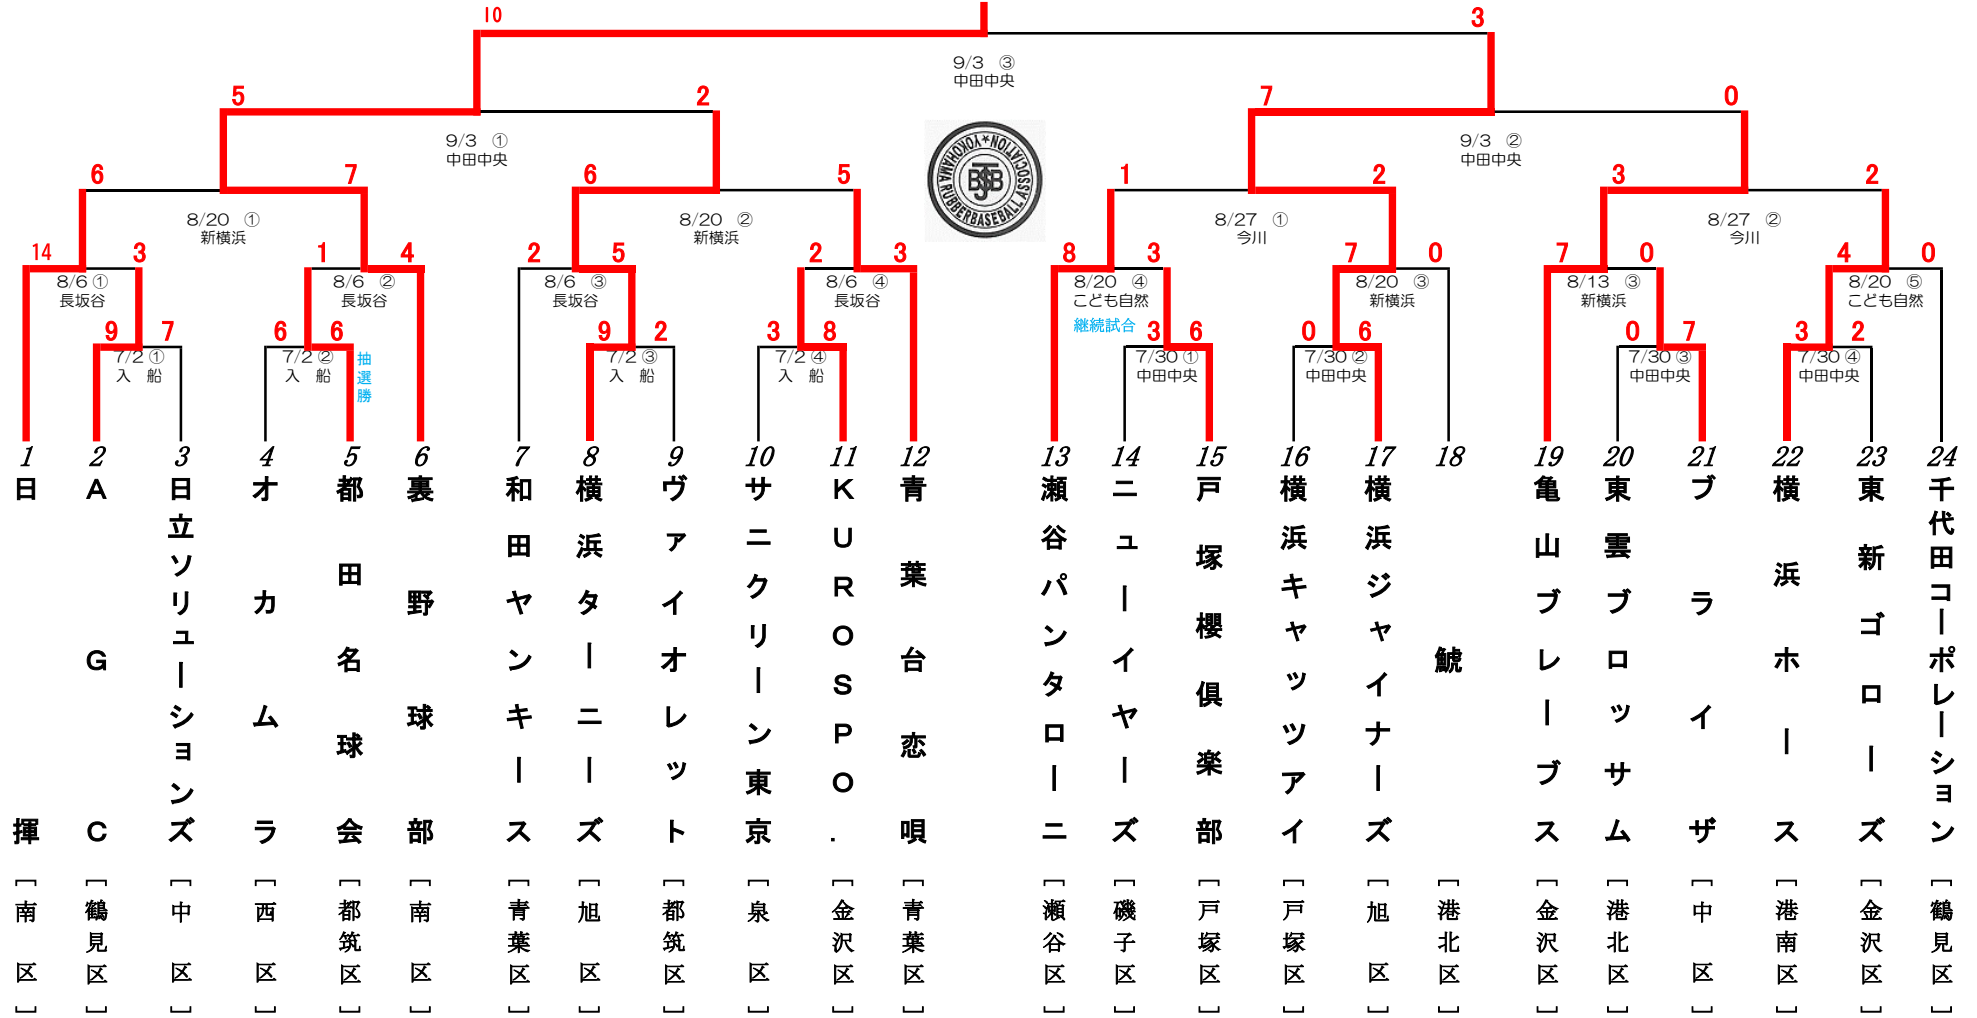 10
3
9/3 ③
中田中央
5
2
7
0
9/3 ①
中田中央
9/3 ②
中田中央
YOKOHAMA RUBBERBASEBALL ASSOCIATION
BSB
6
7
6
5
1
2
3
2
8/20 ①
新横浜
8/20 ②
新横浜
8/27 ①
今川
8/27 ②
今川
14
3
1
4
2
5
2
3
8
3
7
0
7
0
4
0
8/6 ①
長坂谷
8/6 ②
長坂谷
8/6 ③
長坂谷
8/6 ④
長坂谷
8/20 ④
こども自然
継続試合
8/20 ③
新横浜
8/13 ③
新横浜
8/20 ⑤
こども自然
9
7
6
6
9
2
3
8
3
6
0
6
0
7
3
2
7/2 ①
入 船
7/2 ②
入 船
抽選勝
7/2 ③
入 船
7/2 ④
入 船
7/30 ①
中田中央
7/30 ②
中田中央
7/30 ③
中田中央
7/30 ④
中田中央
1
日揮
[南区]
2
AGC
[鶴見区]
3
日立ソリューションズ
[中区]
4
オカムラ
[西区]
5
都田名球会
[都筑区]
6
裏野球部
[南区]
7
和田ヤンキース
[青葉区]
8
横浜ターニーズ
[旭区]
9
ヴァイオレット
[都筑区]
10
サニクリーン東京
[泉区]
11
KUROSPO.
[金沢区]
12
青葉台恋唄
[青葉区]
13
瀬谷パンタローニ
[瀬谷区]
14
ニューイヤーズ
[磯子区]
15
戸塚櫻倶楽部
[戸塚区]
16
横浜キャッツアイ
[戸塚区]
17
横浜ジャイナーズ
[旭区]
18
鯱
[港北区]
19
亀山ブレーブス
[金沢区]
20
東雲ブロッサム
[港北区]
21
ブライザ
[中区]
22
横浜ホース
[港南区]
23
東新ゴローズ
[金沢区]
24
千代田コーポレーション
[鶴見区]